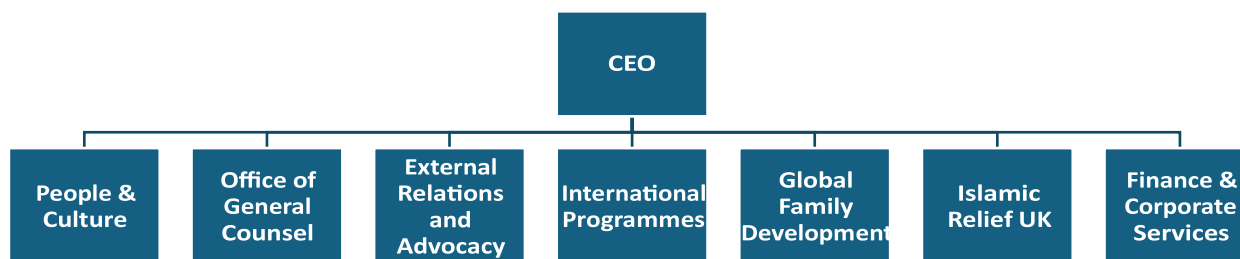 CEO
People &
Culture
Office of
General
Counsel
External
Relations
and
Advocacy
International
Programmes
Global
Family
Development
Islamic
Relief UK
Finance &
Corporate
Services